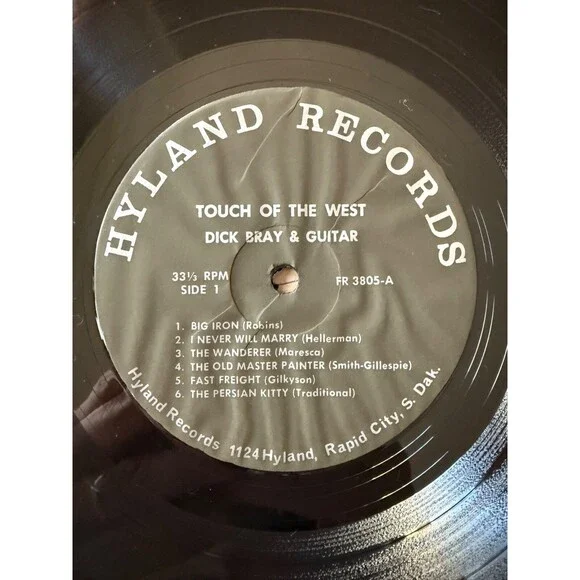 HYLAND RECORDS
TOUCH OF THE WEST
DICK BRAY & GUITAR
33⅓ RPM
SIDE 1
FR 3805-A
1. BIG IRON (Robins)
2. I NEVER WILL MARRY (Hellerman)
3. THE WANDERER (Maresca)
4. THE OLD MASTER PAINTER (Smith-Gillespie)
5. FAST FREIGHT (Gilkyson)
6. THE PERSIAN KITTY (Traditional)
Hyland Records 1124 Hyland, Rapid City, S. Dak.